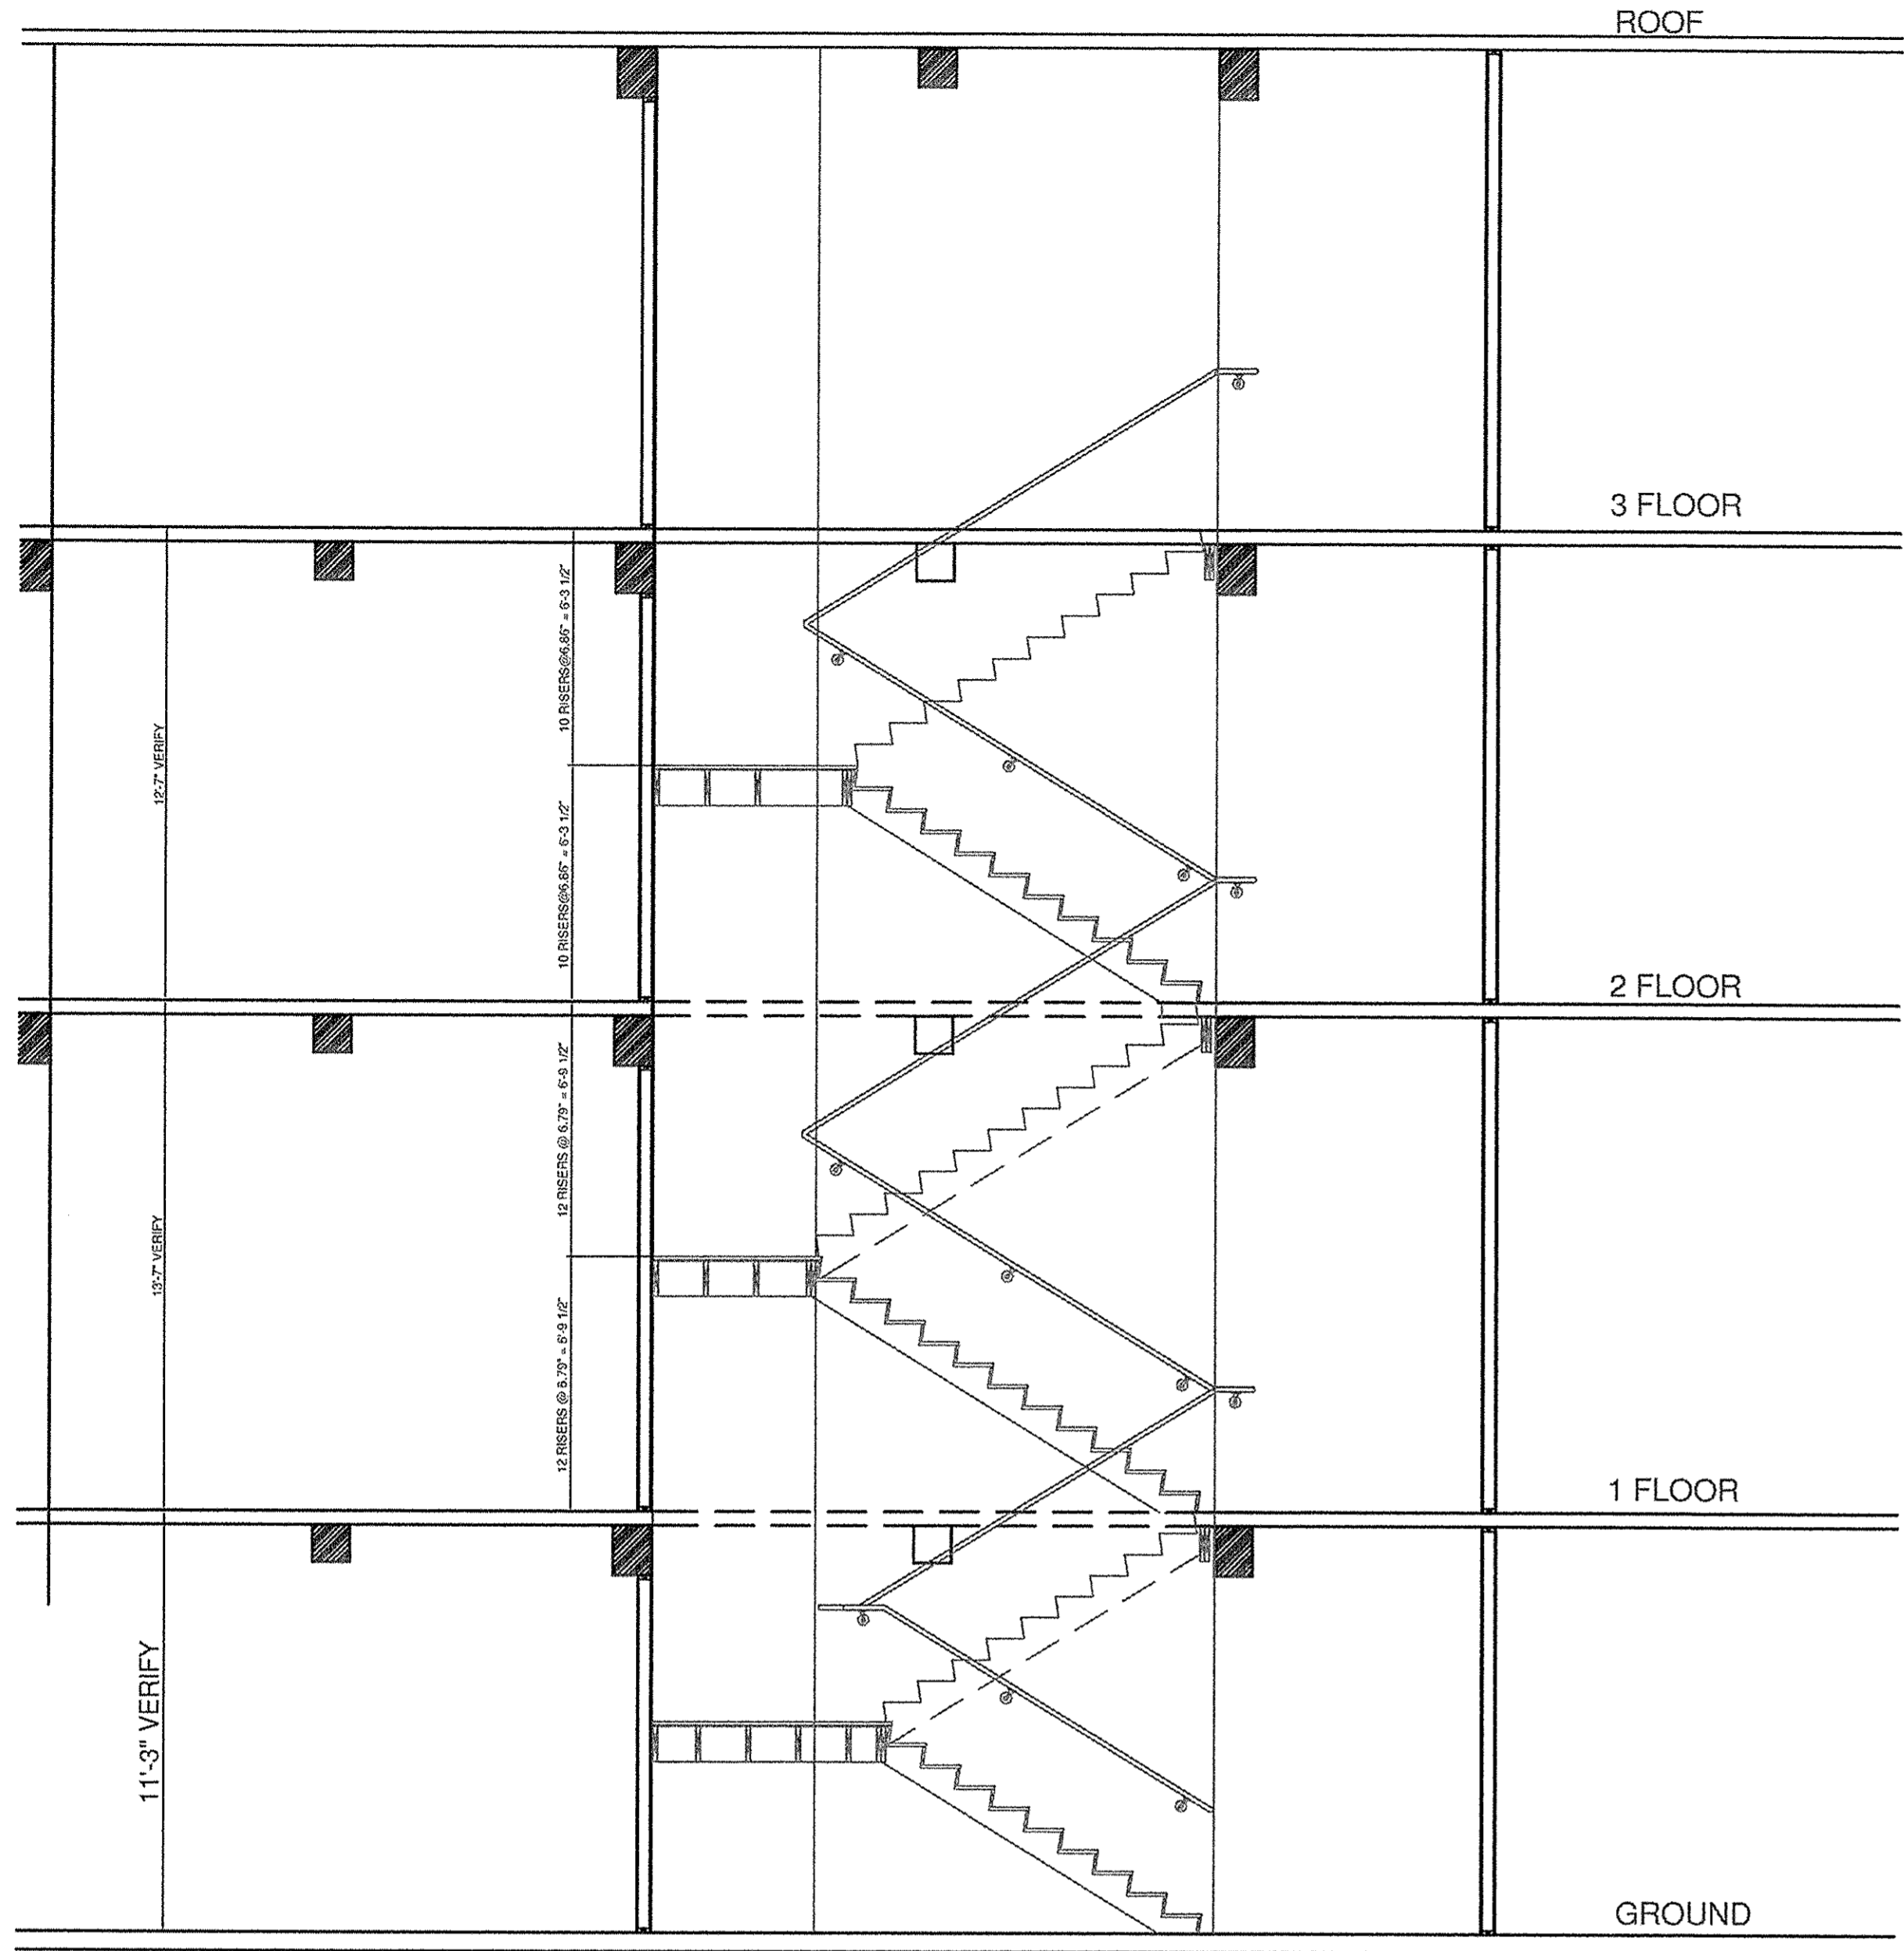 ROOF
3 FLOOR
10 RISERS@6.86" = 6'-3 1/2"
12'-7" VERIFY
10 RISERS@6.86" = 6'-3 1/2"
2 FLOOR
12 RISERS @ 6.79" = 6'-9 1/2"
13'-7" VERIFY
12 RISERS @ 6.79" = 6'-9 1/2"
1 FLOOR
11'-3" VERIFY
GROUND